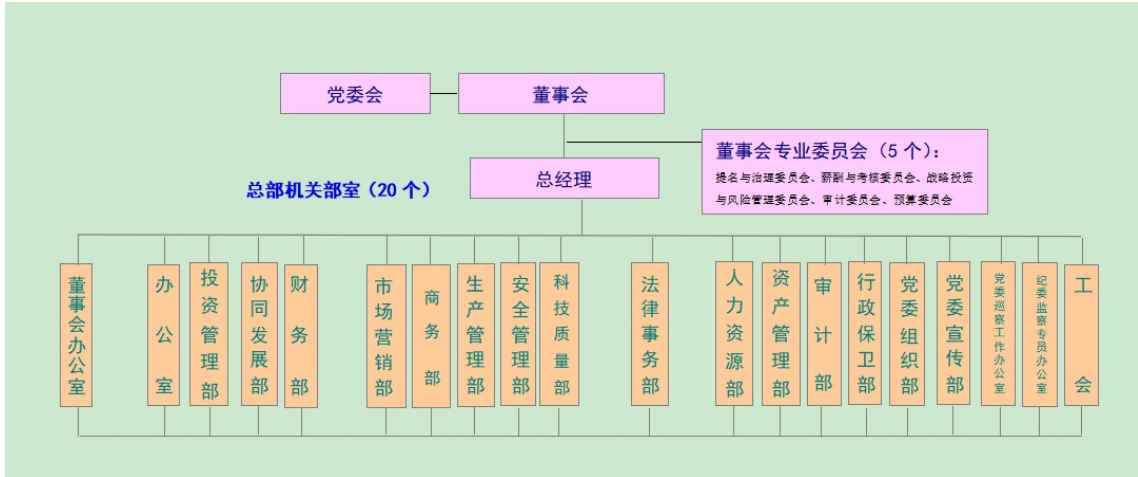 党委会
董事会
董事会专业委员会（5 个）：
提名与治理委员会、薪酬与考核委员会、战略投资
与风险管理委员会、审计委员会、预算委员会
总经理
总部机关部室（20 个）
董事会办公室
办公室
投资管理部
协同发展部
财务部
市场营销部
商务部
生产管理部
安全管理部
科技质量部
法律事务部
人力资源部
资产管理部
审计部
行政保卫部
党委组织部
党委宣传部
党委巡察工作办公室
纪委监察专员办公室
工会